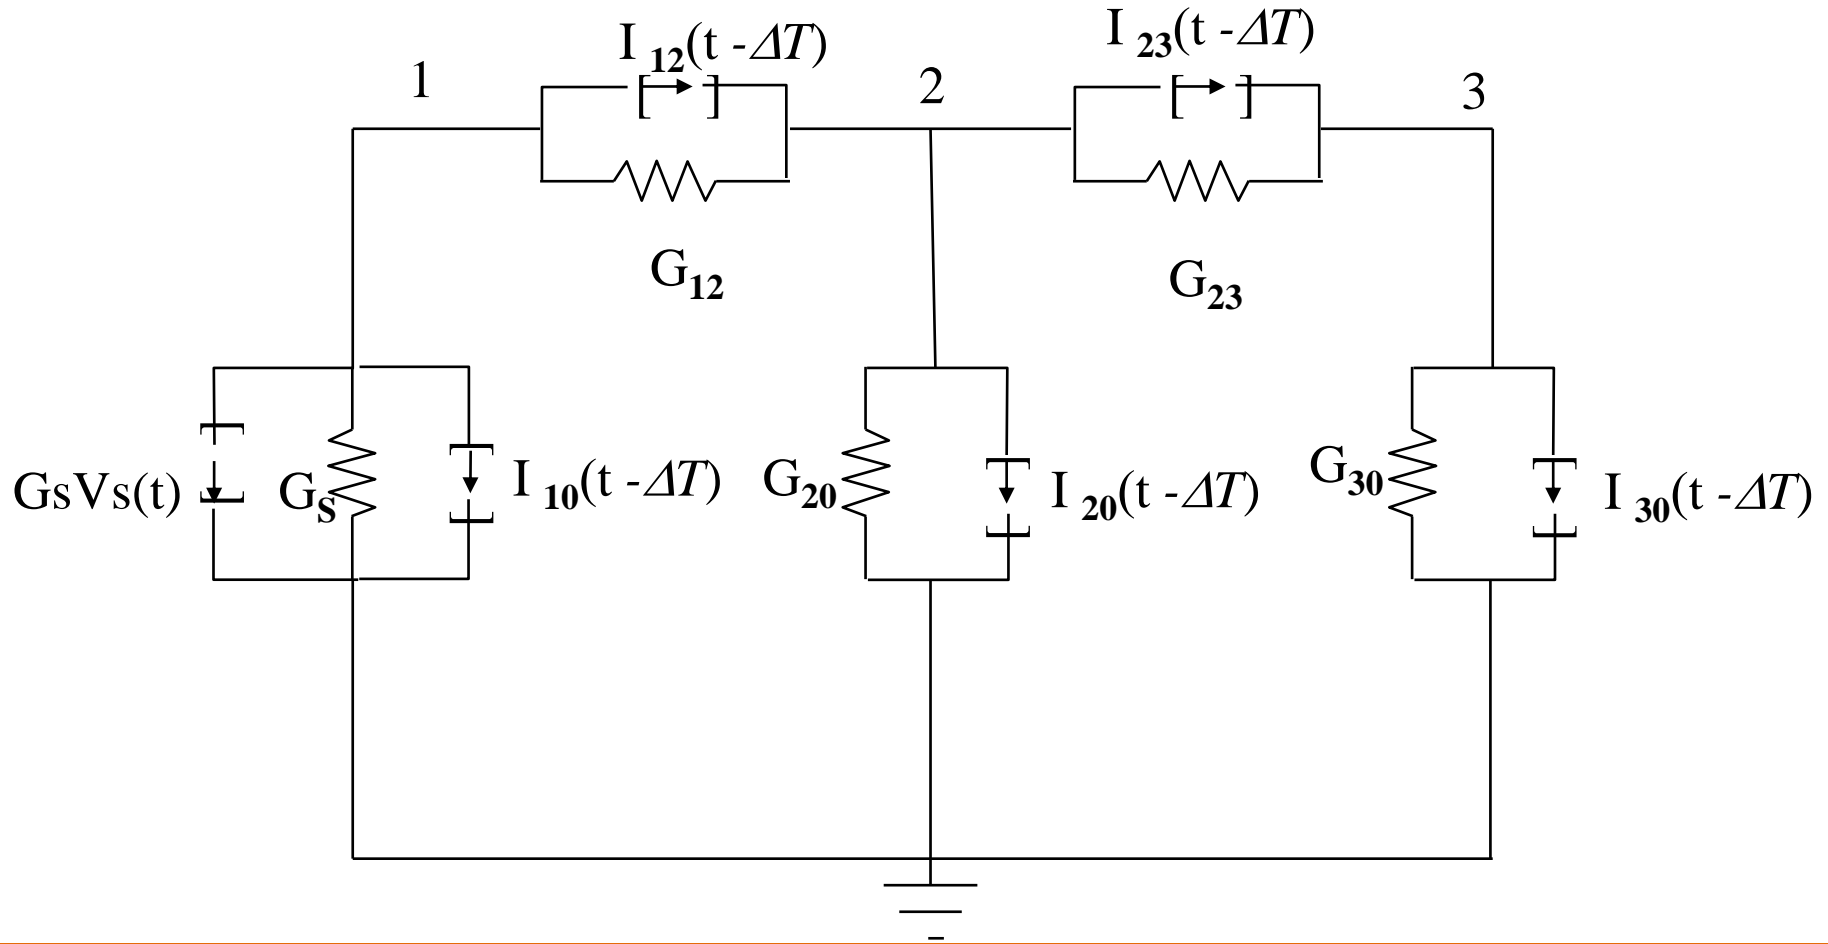 I 12(t -ΔT)
I 23(t -ΔT)
1
2
3
G12
G23
GsVs(t)
GS
I 10(t -ΔT)
G20
I 20(t -ΔT)
G30
I 30(t -ΔT)